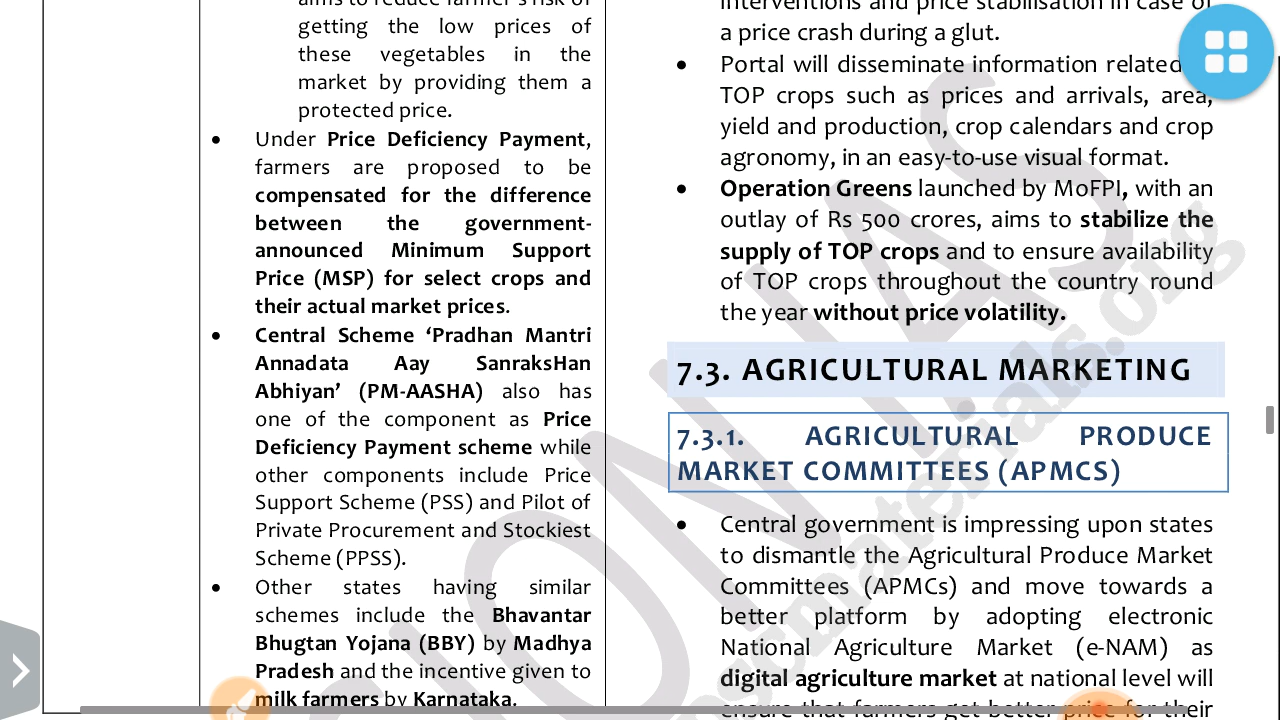 aims to reduce farmer's risk of
getting the low prices of
these vegetables in the
market by providing them a
protected price.
• Under Price Deficiency Payment,
farmers are proposed to be
compensated for the difference
between the government-
announced Minimum Support
Price (MSP) for select crops and
their actual market prices.
• Central Scheme ‘Pradhan Mantri
Annadata Aay SanraksHan
Abhiyan’ (PM-AASHA) also has
one of the component as Price
Deficiency Payment scheme while
other components include Price
Support Scheme (PSS) and Pilot of
Private Procurement and Stockiest
Scheme (PPSS).
• Other states having similar
schemes include the Bhavantar
Bhugtan Yojana (BBY) by Madhya
Pradesh and the incentive given to
milk farmers by Karnataka.
interventions and price stabilisation in case of
a price crash during a glut.
• Portal will disseminate information related
TOP crops such as prices and arrivals, area,
yield and production, crop calendars and crop
agronomy, in an easy-to-use visual format.
• Operation Greens launched by MoFPI, with an
outlay of Rs 500 crores, aims to stabilize the
supply of TOP crops and to ensure availability
of TOP crops throughout the country round
the year without price volatility.
7.3. AGRICULTURAL MARKETING
7.3.1. AGRICULTURAL PRODUCE
MARKET COMMITTEES (APMCS)
• Central government is impressing upon states
to dismantle the Agricultural Produce Market
Committees (APMCs) and move towards a
better platform by adopting electronic
National Agriculture Market (e-NAM) as
digital agriculture market at national level will
ensure that farmers get better price for their